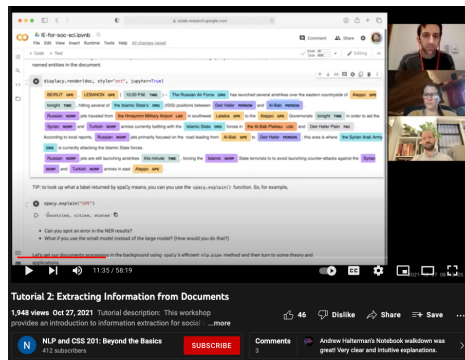 colab.research.google.com
IE-for-soc-sci.ipynb
Comment Share
File Edit View Insert Runtime Tools Help All changes saved
+ Code + Text
Editing
named entities in the document.
displacy.render(doc, style="ent", jupyter=True)
BEIRUT GPE , LEBANON GPE ( 10:20 PM TIME ) – The Russian Air Force ORG has launched several airstrikes over the eastern countryside of Aleppo GPE
tonight TIME , hitting several of the Islamic State's ORG (ISIS) positions between Deir Hafer PERSON and Al-Bab PERSON
Russian NORP jets traveled from the Hmaymim Military Airport LOC in southwest Latakia GPE to the Aleppo GPE Governorate tonight TIME in order to aid the
Syrian NORP and Turkish NORP armies currently battling with the Islamic State ORG forces in the Al-Bab Plateau LOC and Deir Hafer Plain FAC
According to local reports, Russian NORP jets primarily focused on the road leading from Al-Bab GPE to Deir Hafer PERSON ; this area is where the Syrian Arab Army
ORG is currently attacking the Islamic State forces.
Russian NORP jets are still launching airstrikes this minute TIME , forcing the Islamic NORM State terrorists to to avoid launching counter-attacks against the Syrian
NORP and Turkish NORP armies in east Aleppo GPE
TIP: to look up what a label returned by spaCy means, you can use the spacy.explain() function. So, for example,
spacy.explain("GPE")
'Countries, cities, states'
• Can you spot an error in the NER results?
• What if you use the small model instead of the large model? (How would you do that?)
Let's get our documents processing in the background using spaCy's efficient nlp.pipe method and then turn to some theory and
applications.
11:35 / 58:19
CC
Tutorial 2: Extracting Information from Documents
1,948 views Oct 27, 2021 Tutorial description: This workshop
provides an introduction to information extraction for social ...more
46 Dislike Share Save
N
NLP and CSS 201: Beyond the Basics
412 subscribers
SUBSCRIBE
Comments
3
Andrew Halterman's Notebook walkdown was
great! Very clear and intuitive explanations.